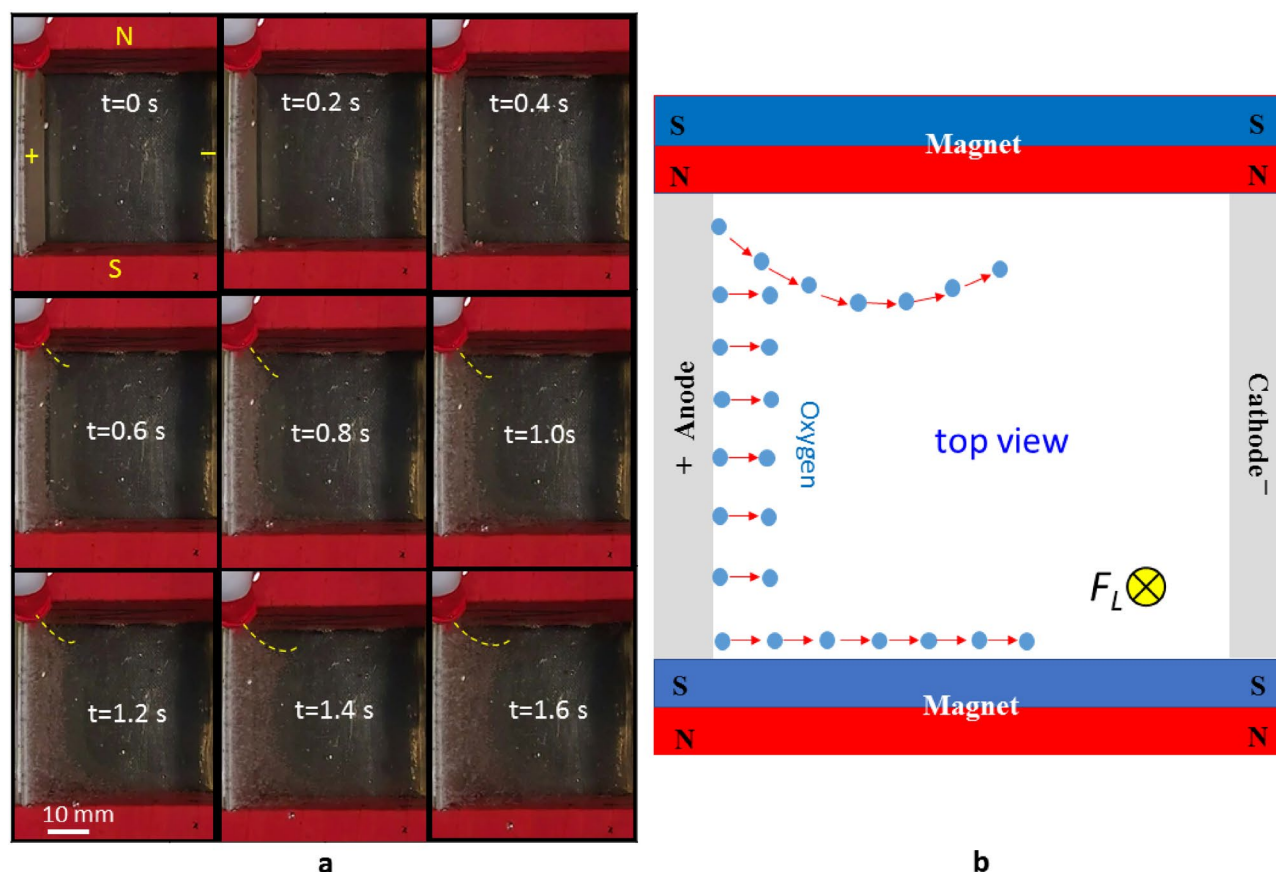 N
t=0 s
t=0.2 s
t=0.4 s
+
−
S
t=0.6 s
t=0.8 s
t=1.0s
t=1.2 s
t=1.4 s
t=1.6 s
10 mm
a
S S
Magnet
N N
+ Anode
Oxygen
top view
Cathode−
F_L
S S
Magnet
N N
b